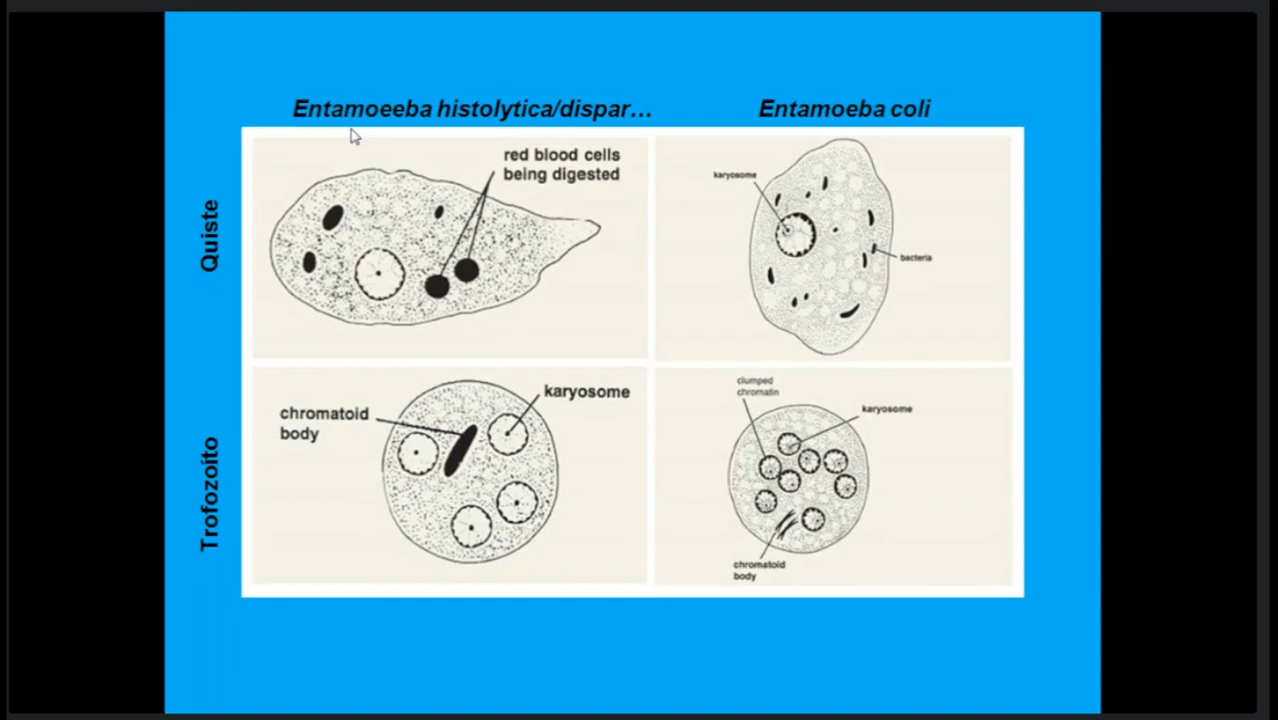 Entamoeeba histolytica/dispar…
Entamoeba coli
Quiste
red blood cells
being digested
karyosome
bacteria
Trofozoito
chromatoid
body
karyosome
clumped
chromatin
karyosome
chromatoid
body